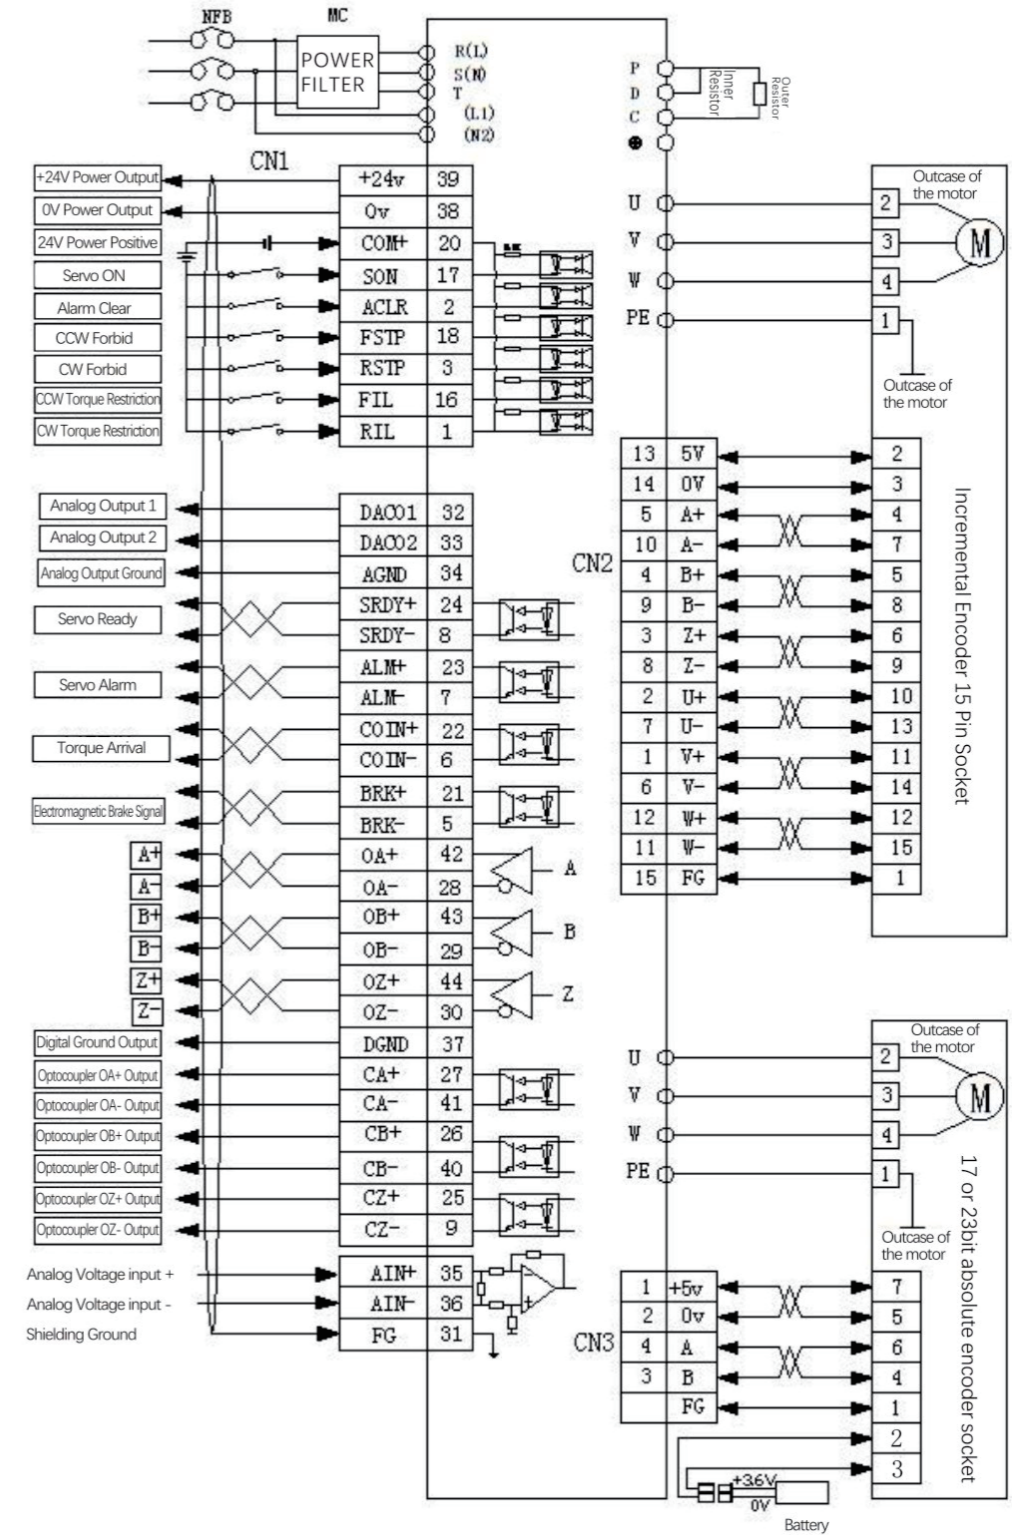 NFB
MC
POWER
FILTER
R(L)
S(N)
T
(L1)
(N2)
P
D
C
Inner
Resistor
Outer
Resistor
CN1
+24V Power Output
+24v 39
0V Power Output
0v 38
24V Power Positive
COM+ 20
Servo ON
SON 17
Alarm Clear
ACLR 2
CCW Forbid
FSTP 18
CW Forbid
RSTP 3
CCW Torque Restriction
FIL 16
CW Torque Restriction
RIL 1
Analog Output 1
DAC01 32
Analog Output 2
DAC02 33
Analog Output Ground
AGND 34
Servo Ready
SRDY+ 24
SRDY- 8
Servo Alarm
ALM+ 23
ALM- 7
Torque Arrival
COIN+ 22
COIN- 6
Electromagnetic Brake Signal
BRK+ 21
BRK- 5
A+
OA+ 42
A-
OA- 28
A
B+
OB+ 43
B-
OB- 29
B
Z+
OZ+ 44
Z-
OZ- 30
Z
Digital Ground Output
DGND 37
Optocoupler OA+ Output
CA+ 27
Optocoupler OA- Output
CA- 41
Optocoupler OB+ Output
CB+ 26
Optocoupler OB- Output
CB- 40
Optocoupler OZ+ Output
CZ+ 25
Optocoupler OZ- Output
CZ- 9
Analog Voltage input +
AIN+ 35
Analog Voltage input -
AIN- 36
Shielding Ground
FG 31
U
V
W
PE
2
3
4
1
Outcase of
the motor
M
Outcase of
the motor
CN2
13 5V 2
14 0V 3
5 A+ 4
10 A- 7
4 B+ 5
9 B- 8
3 Z+ 6
8 Z- 9
2 U+ 10
7 U- 13
1 V+ 11
6 V- 14
12 W+ 12
11 W- 15
15 FG 1
Incremental Encoder 15 Pin Socket
U
V
W
PE
2
3
4
1
Outcase of
the motor
M
Outcase of
the motor
CN3
1 +5v 7
2 0v 5
4 A 6
3 B 4
FG 1
2
3
17 or 23bit absolute encoder socket
+3.6V
0V
Battery